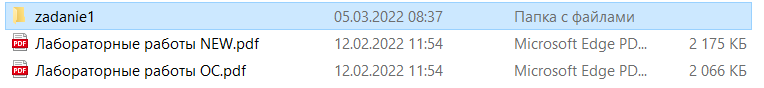 zadanie1 05.03.2022 08:37 Папка с файлами
PDF Лабораторные работы NEW.pdf 12.02.2022 11:54 Microsoft Edge PD... 2 175 КБ
PDF Лабораторные работы ОС.pdf 12.02.2022 11:54 Microsoft Edge PD... 2 066 КБ